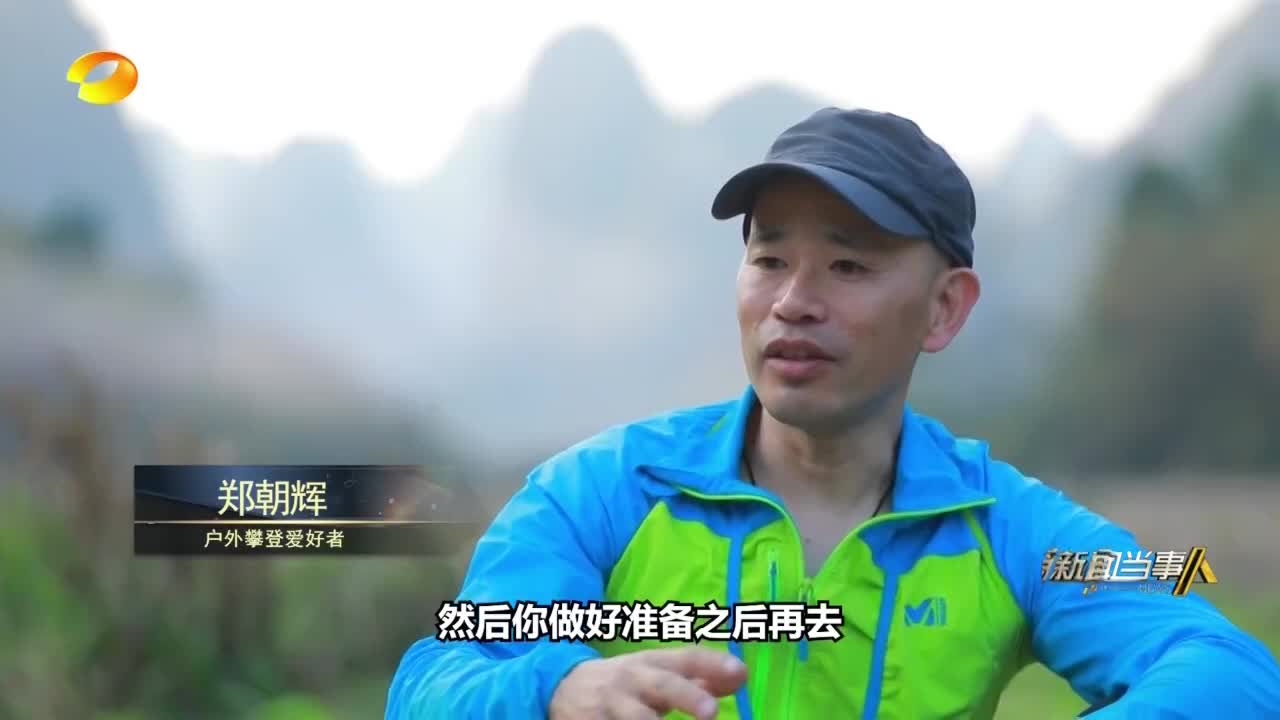 郑朝辉
户外攀登爱好者
新闻当事人
然后你做好准备之后再去